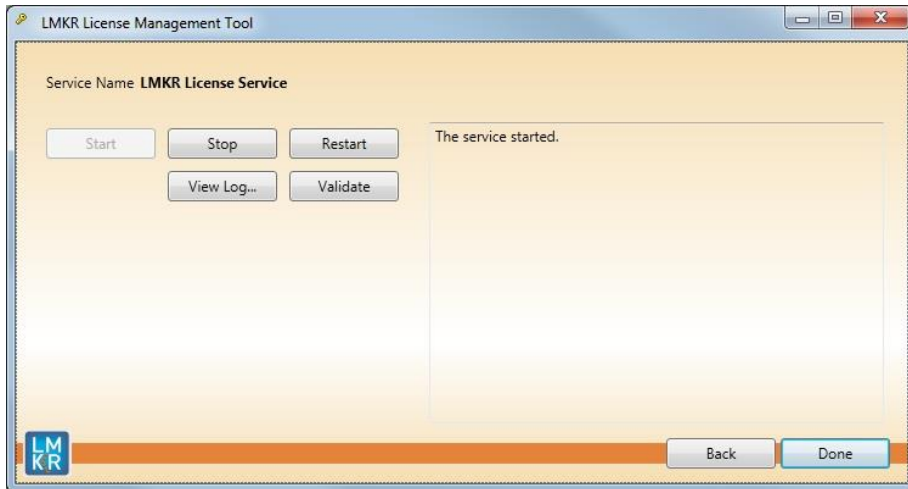 LMKR License Management Tool
Service Name LMKR License Service
Start
Stop
Restart
The service started.
View Log...
Validate
LM
KR
Back
Done